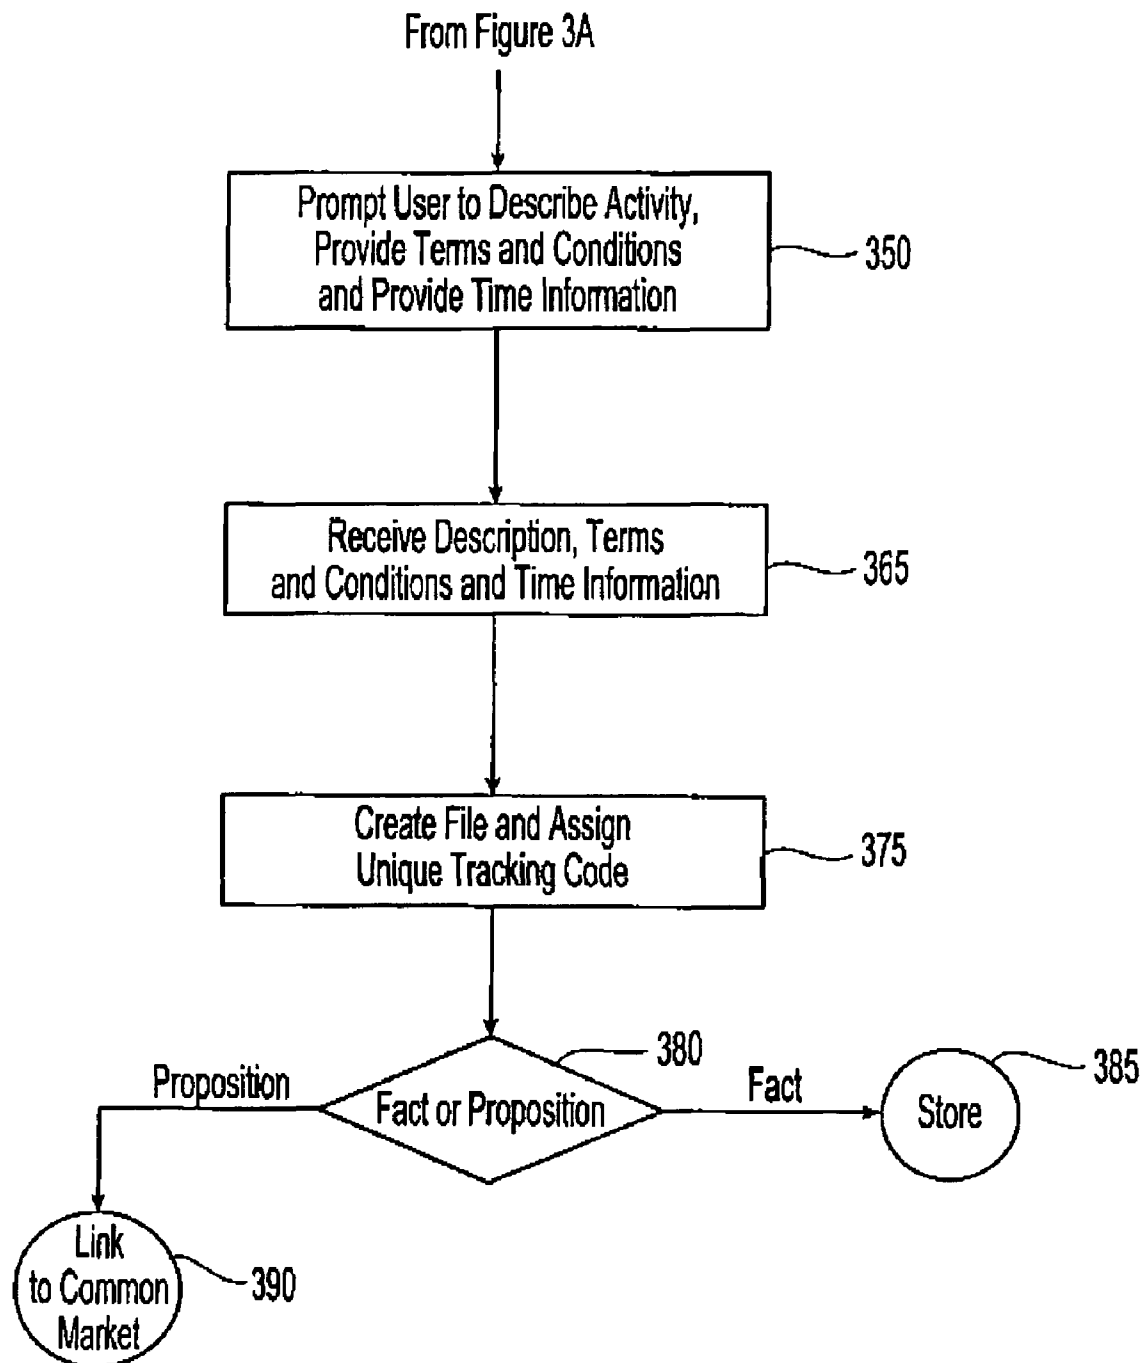 From Figure 3A
Prompt User to Describe Activity,
Provide Terms and Conditions
and Provide Time Information
350
Receive Description, Terms
and Conditions and Time Information
365
Create File and Assign
Unique Tracking Code
375
380
Proposition
Fact or Proposition
Fact
Store
385
Link
to Common
Market
390